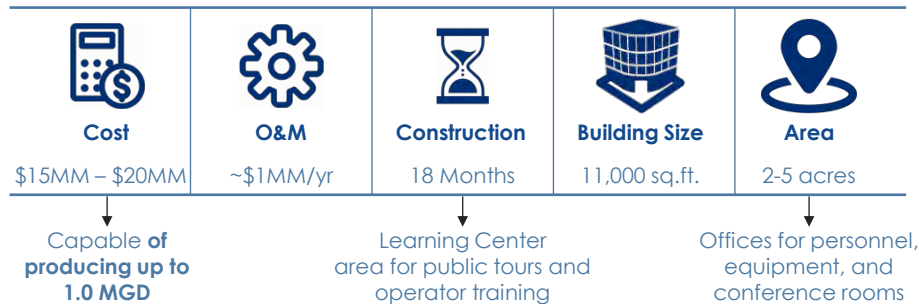 $
Cost
O&M
Construction
Building Size
Area
$15MM – $20MM
~$1MM/yr
18 Months
11,000 sq.ft.
2-5 acres
Capable of
producing up to
1.0 MGD
Learning Center
area for public tours and
operator training
Offices for personnel,
equipment, and
conference rooms